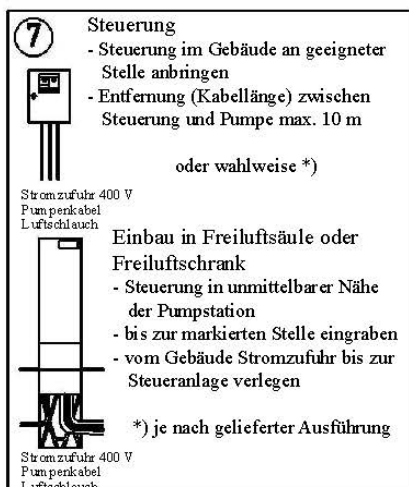 7
Steuerung
- Steuerung im Gebäude an geeigneter
Stelle anbringen
- Entfernung (Kabellänge) zwischen
Steuerung und Pumpe max. 10 m
oder wahlweise *)
Stromzufuhr 400 V
Pumpenkabel
Luftschlauch
Einbau in Freiluftsäule oder
Freiluftschrank
- Steuerung in unmittelbarer Nähe
der Pumpstation
- bis zur markierten Stelle eingraben
- vom Gebäude Stromzufuhr bis zur
Steueranlage verlegen
*) je nach gelieferter Ausführung
Stromzufuhr 400 V
Pumpenkabel
Luftschlauch